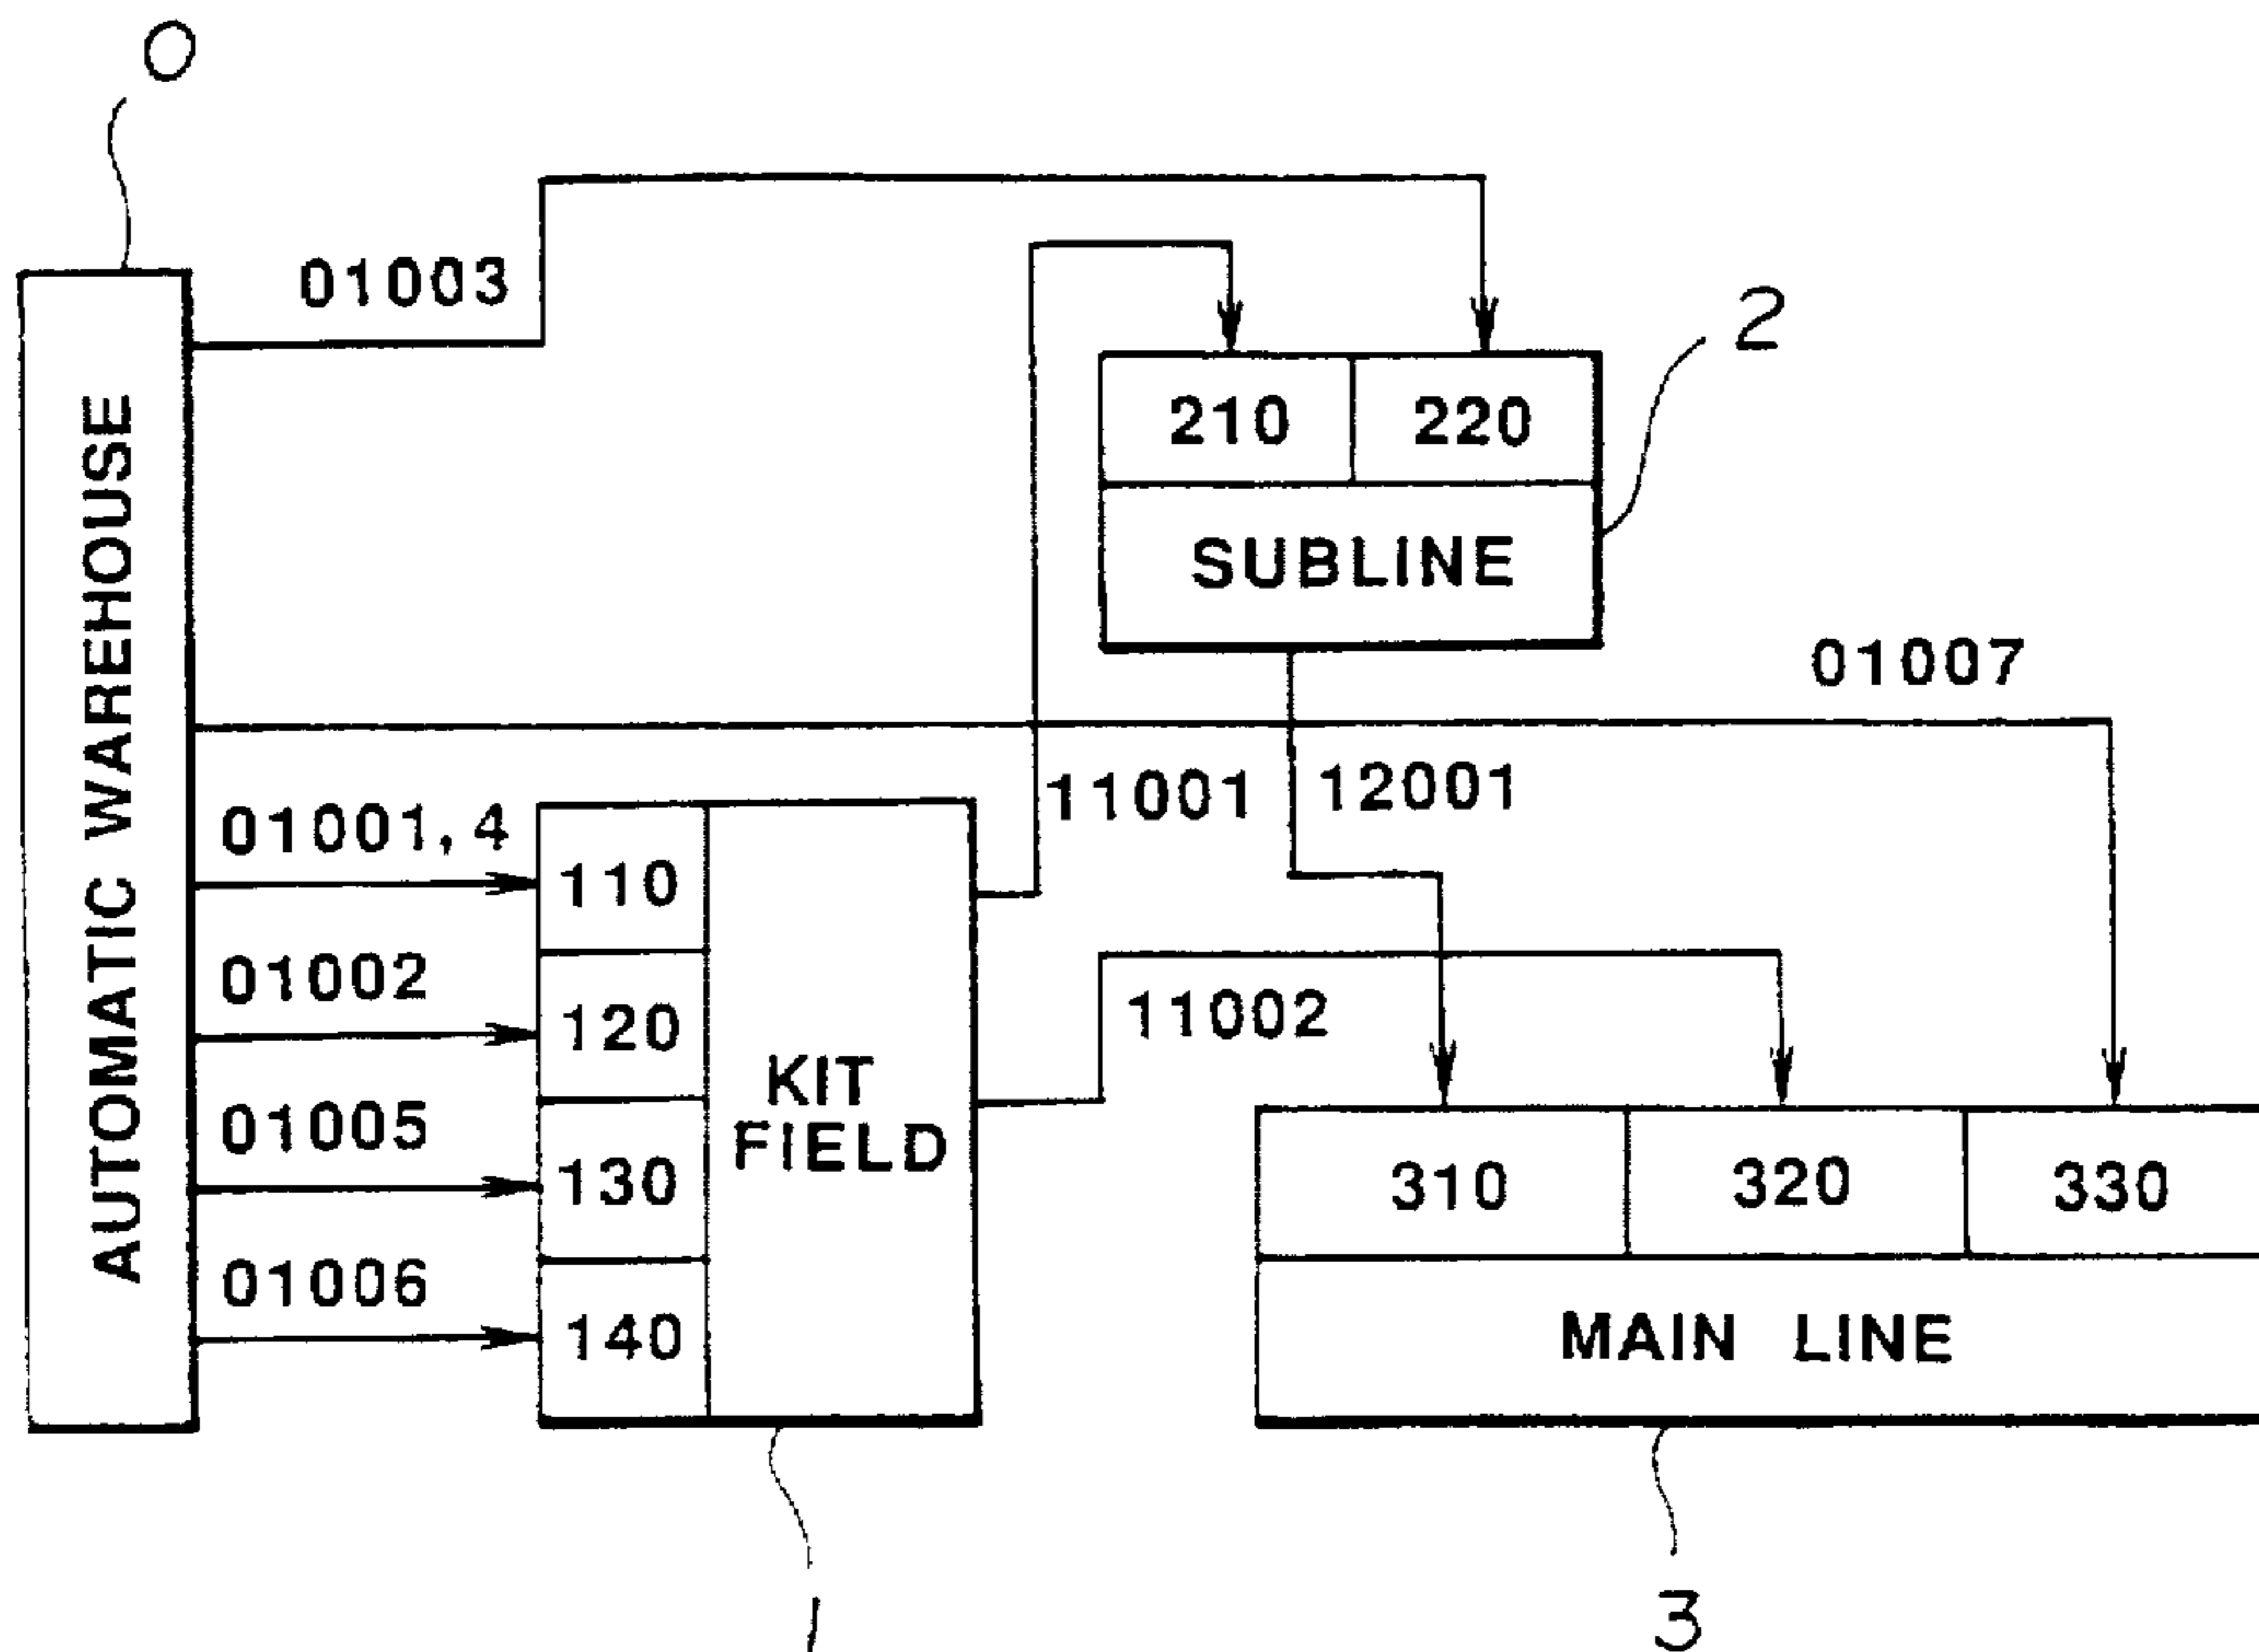 0
01003
2
210 220
SUBLINE
01007
AUTOMATIC WAREHOUSE
11001 12001
01001,4
110
01002
11002
120
KIT
FIELD
01005
130
310 320 330
01006
140
MAIN LINE
1
3